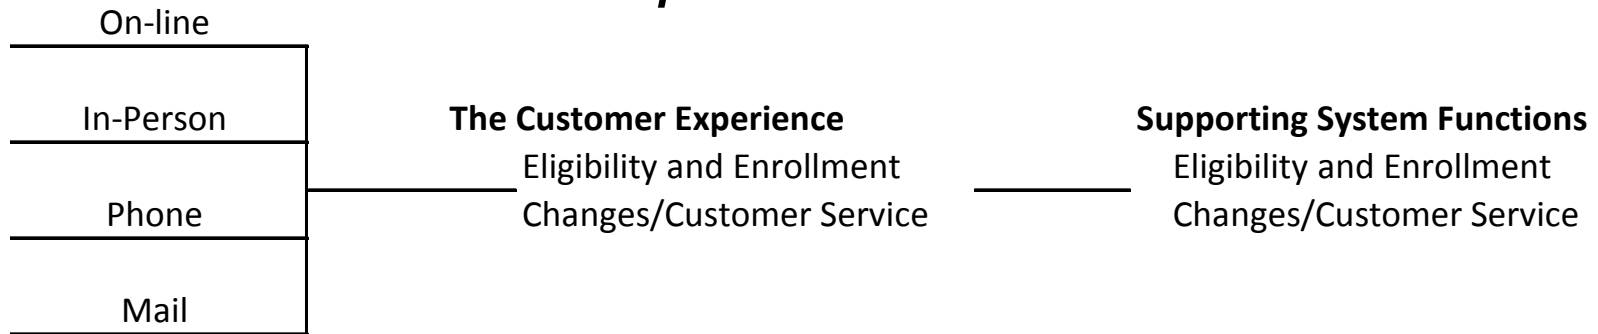 On-line
In-Person
Phone
Mail
The Customer Experience
Eligibility and Enrollment
Changes/Customer Service
Supporting System Functions
Eligibility and Enrollment
Changes/Customer Service